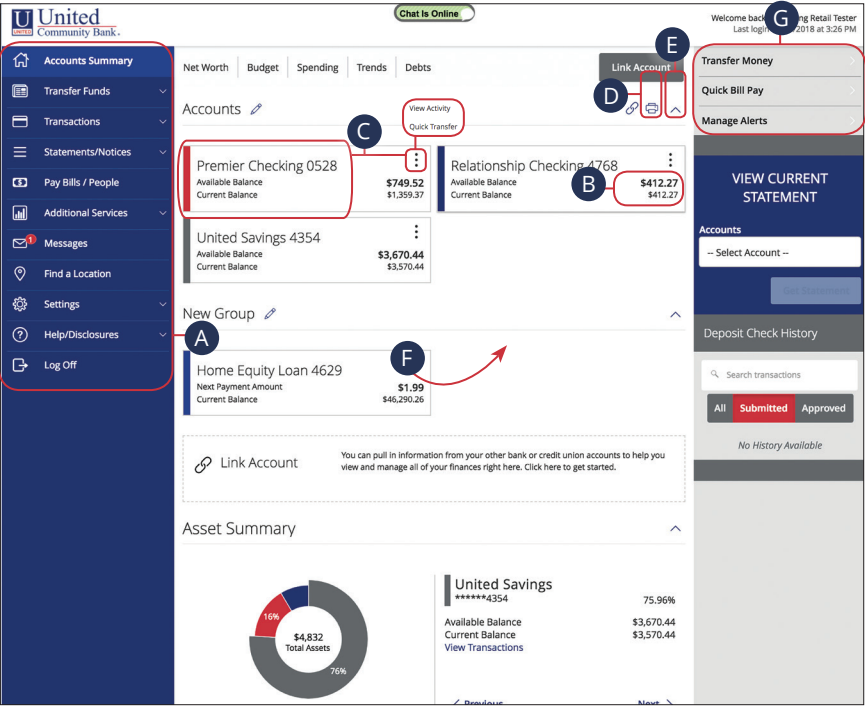 U United
UNITED Community Bank.
Chat Is Online
Welcome back, ng Retail Tester
Last login 2018 at 3:26 PM
Accounts Summary
Transfer Funds
Transactions
Statements/Notices
Pay Bills / People
Additional Services
1
Messages
Find a Location
Settings
Help/Disclosures
Log Off
A
Net Worth Budget Spending Trends Debts
Link Account
E
D
Accounts
View Activity
Quick Transfer
C
Premier Checking 0528
Available Balance $749.52
Current Balance $1,359.37
Relationship Checking 4768
Available Balance $412.27
Current Balance $412.27
B
United Savings 4354
Available Balance $3,670.44
Current Balance $3,570.44
New Group
Home Equity Loan 4629
Next Payment Amount $1.99
Current Balance $46,290.26
F
Link Account
You can pull in information from your other bank or credit union accounts to help you
view and manage all of your finances right here. Click here to get started.
Asset Summary
16%
$4,832
Total Assets
76%
United Savings
******4354 75.96%
Available Balance $3,670.44
Current Balance $3,570.44
View Transactions
Previous Next
G
Transfer Money
Quick Bill Pay
Manage Alerts
VIEW CURRENT
STATEMENT
Accounts
-- Select Account --
Get Statement
Deposit Check History
Search transactions
All Submitted Approved
No History Available